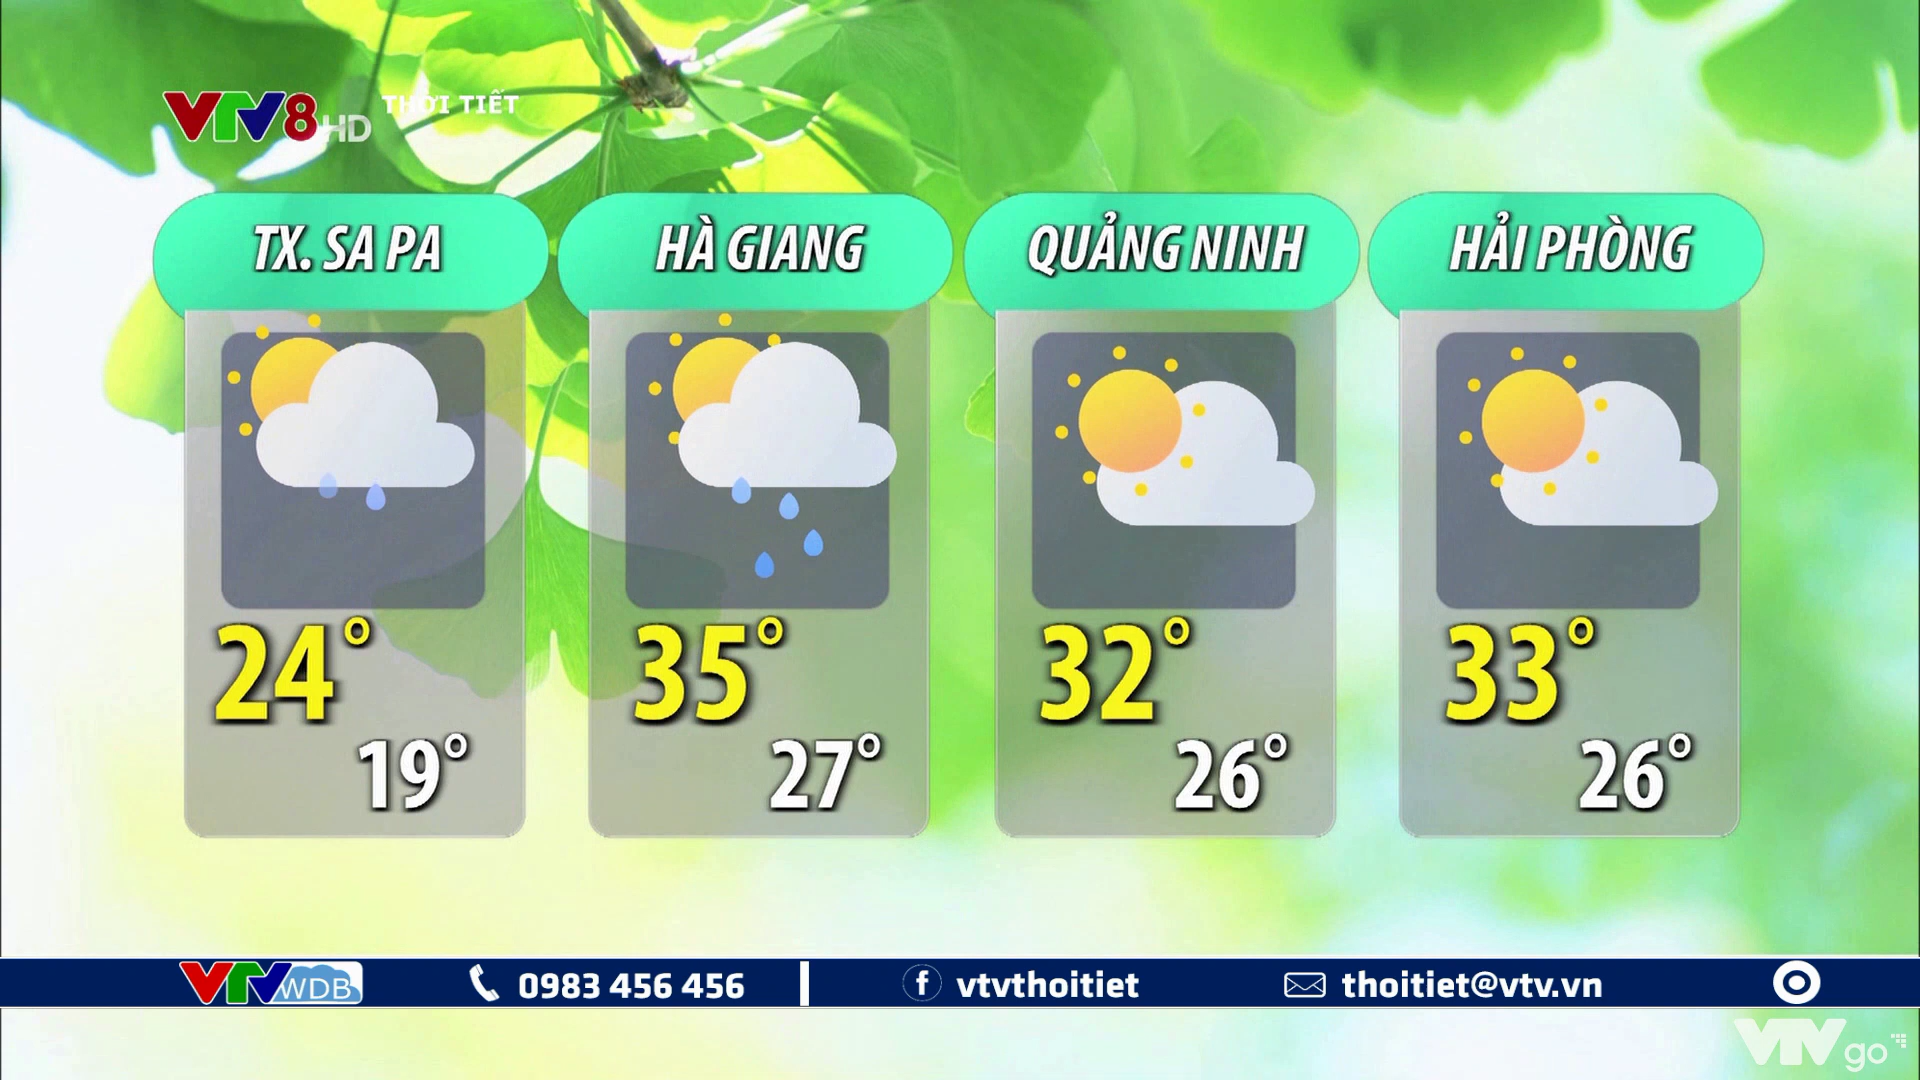 VTV8 HD
THỜI TIẾT
TX. SA PA
24°
19°
HÀ GIANG
35°
27°
QUẢNG NINH
32°
26°
HẢI PHÒNG
33°
26°
VTV WDB
0983 456 456
vtvthoitiet
thoitiet@vtv.vn
VTV go